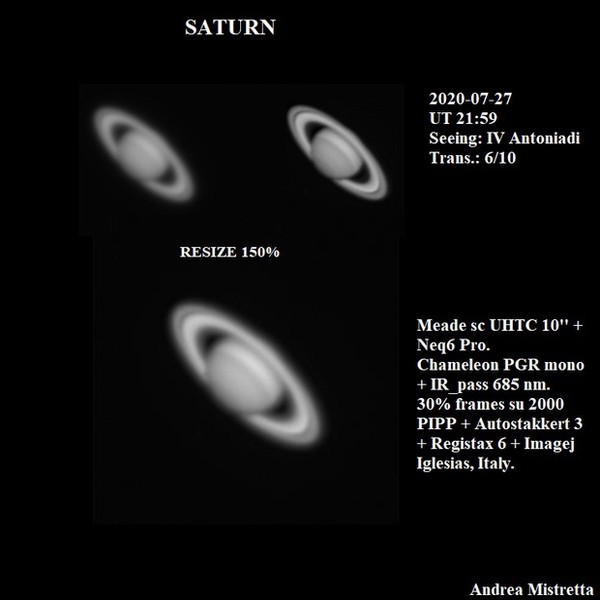 SATURN
2020-07-27
UT 21:59
Seeing: IV Antoniadi
Trans.: 6/10
RESIZE 150%
Meade sc UHTC 10" +
Neq6 Pro.
Chameleon PGR mono
+ IR_pass 685 nm.
30% frames su 2000
PIPP + Autostakkert 3
+ Registax 6 + Imagej
Iglesias, Italy.
Andrea Mistretta